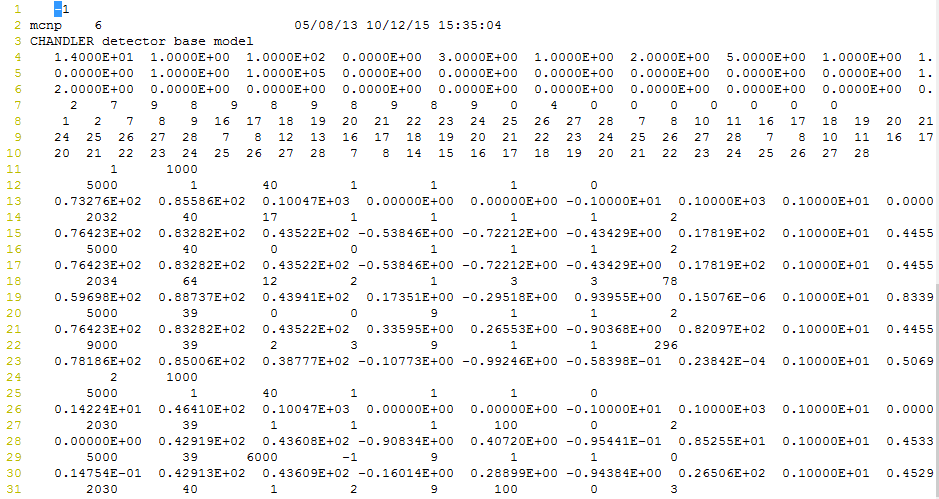 1 -1
2 mcnp 6 05/08/13 10/12/15 15:35:04
3 CHANDLER detector base model
4 1.4000E+01 1.0000E+00 1.0000E+02 0.0000E+00 3.0000E+00 1.0000E+00 2.0000E+00 5.0000E+00 1.0000E+00 1.
5 0.0000E+00 1.0000E+05 0.0000E+00 0.0000E+00 0.0000E+00 0.0000E+00 0.0000E+00 0.0000E+00 0.0000E+00 1.
6 2.0000E+00 0.0000E+00 0.0000E+00 0.0000E+00 0.0000E+00 0.0000E+00 0.0000E+00 0.0000E+00 0.0000E+00 0.
7 2 7 9 8 9 8 9 8 9 8 9 0 4 0 0 0 0 0 0 0
8 1 2 7 8 9 16 17 18 19 20 21 22 23 24 25 26 27 28 7 8 10 11 16 17 18 19 20 21
9 24 25 26 27 28 7 8 12 13 16 17 18 19 20 21 22 23 24 25 26 27 28 7 8 10 11 16 17
10 20 21 22 23 24 25 26 27 28 7 8 14 15 16 17 18 19 20 21 22 23 24 25 26 27 28
11 1 1000
12 5000 1 40 1 1 1 0
13 0.73276E+02 0.85586E+02 0.10047E+03 0.00000E+00 0.00000E+00 -0.10000E+01 0.10000E+03 0.10000E+01 0.0000
14 2032 40 17 1 1 1 1 2
15 0.76423E+02 0.83282E+02 0.43522E+02 -0.53846E+00 -0.72212E+00 -0.43429E+00 0.17819E+02 0.10000E+01 0.4455
16 5000 40 0 0 1 1 1 2
17 0.76423E+02 0.83282E+02 0.43522E+02 -0.53846E+00 -0.72212E+00 -0.43429E+00 0.17819E+02 0.10000E+01 0.4455
18 2034 64 12 2 1 3 3 78
19 0.59698E+02 0.88737E+02 0.43941E+02 0.17351E+00 -0.29518E+00 0.93955E+00 0.15076E-06 0.10000E+01 0.8339
20 5000 39 0 0 9 1 1 2
21 0.76423E+02 0.83282E+02 0.43522E+02 0.33595E+00 0.26553E+00 -0.90368E+00 0.82097E+02 0.10000E+01 0.4455
22 9000 39 2 3 9 1 1 296
23 0.78186E+02 0.85006E+02 0.38777E+02 -0.10773E+00 -0.99246E+00 -0.58398E-01 0.23842E-04 0.10000E+01 0.5069
24 2 1000
25 5000 1 40 1 1 1 0
26 0.14224E+01 0.46410E+02 0.10047E+03 0.00000E+00 0.00000E+00 -0.10000E+01 0.10000E+03 0.10000E+01 0.0000
27 2030 39 1 1 1 100 0 2
28 0.00000E+00 0.42919E+02 0.43608E+02 -0.90834E+00 0.40720E+00 -0.95441E-01 0.85255E+01 0.10000E+01 0.4533
29 5000 39 6000 -1 9 1 1 0
30 0.14754E-01 0.42913E+02 0.43609E+02 -0.16014E+00 0.28899E+00 -0.94384E+00 0.26506E+02 0.10000E+01 0.4529
31 2030 40 1 2 9 100 0 3